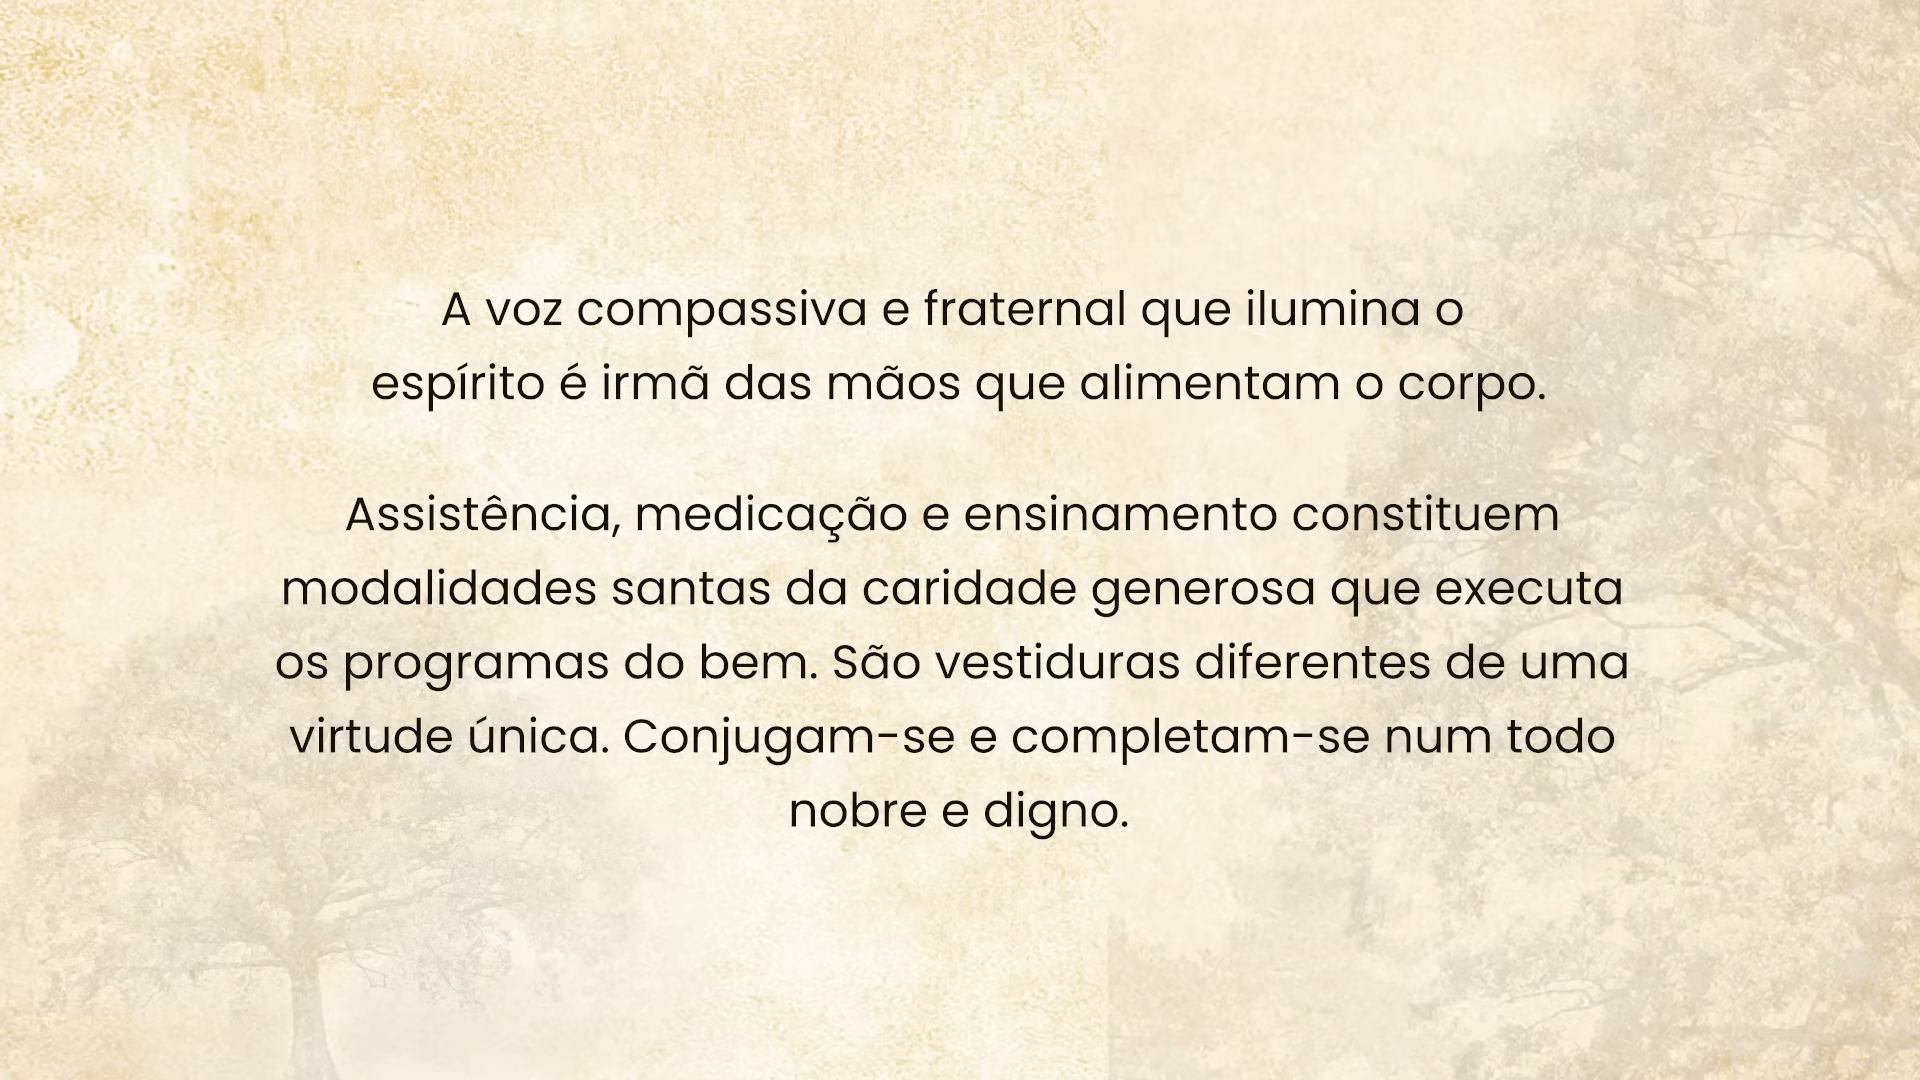 A voz compassiva e fraternal que ilumina o
espírito é irmã das mãos que alimentam o corpo.
Assistência, medicação e ensinamento constituem
modalidades santas da caridade generosa que executa
os programas do bem. São vestiduras diferentes de uma
virtude única. Conjugam-se e completam-se num todo
nobre e digno.